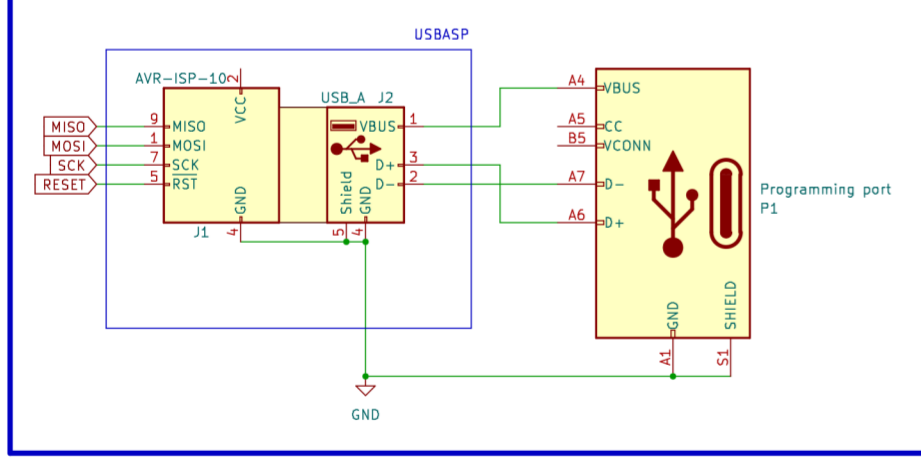 USBASP
AVR-ISP-10
2
VCC
USB_A J2
MISO
9
MISO
MOSI
1
MOSI
SCK
7
SCK
RESET
5
RST
GND
4
J1
VBUS
1
D+
3
D-
2
Shield
5
GND
4
GND
A4
VBUS
A5
CC
B5
VCONN
A7
D-
A6
D+
GND
A1
SHIELD
S1
Programming port
P1